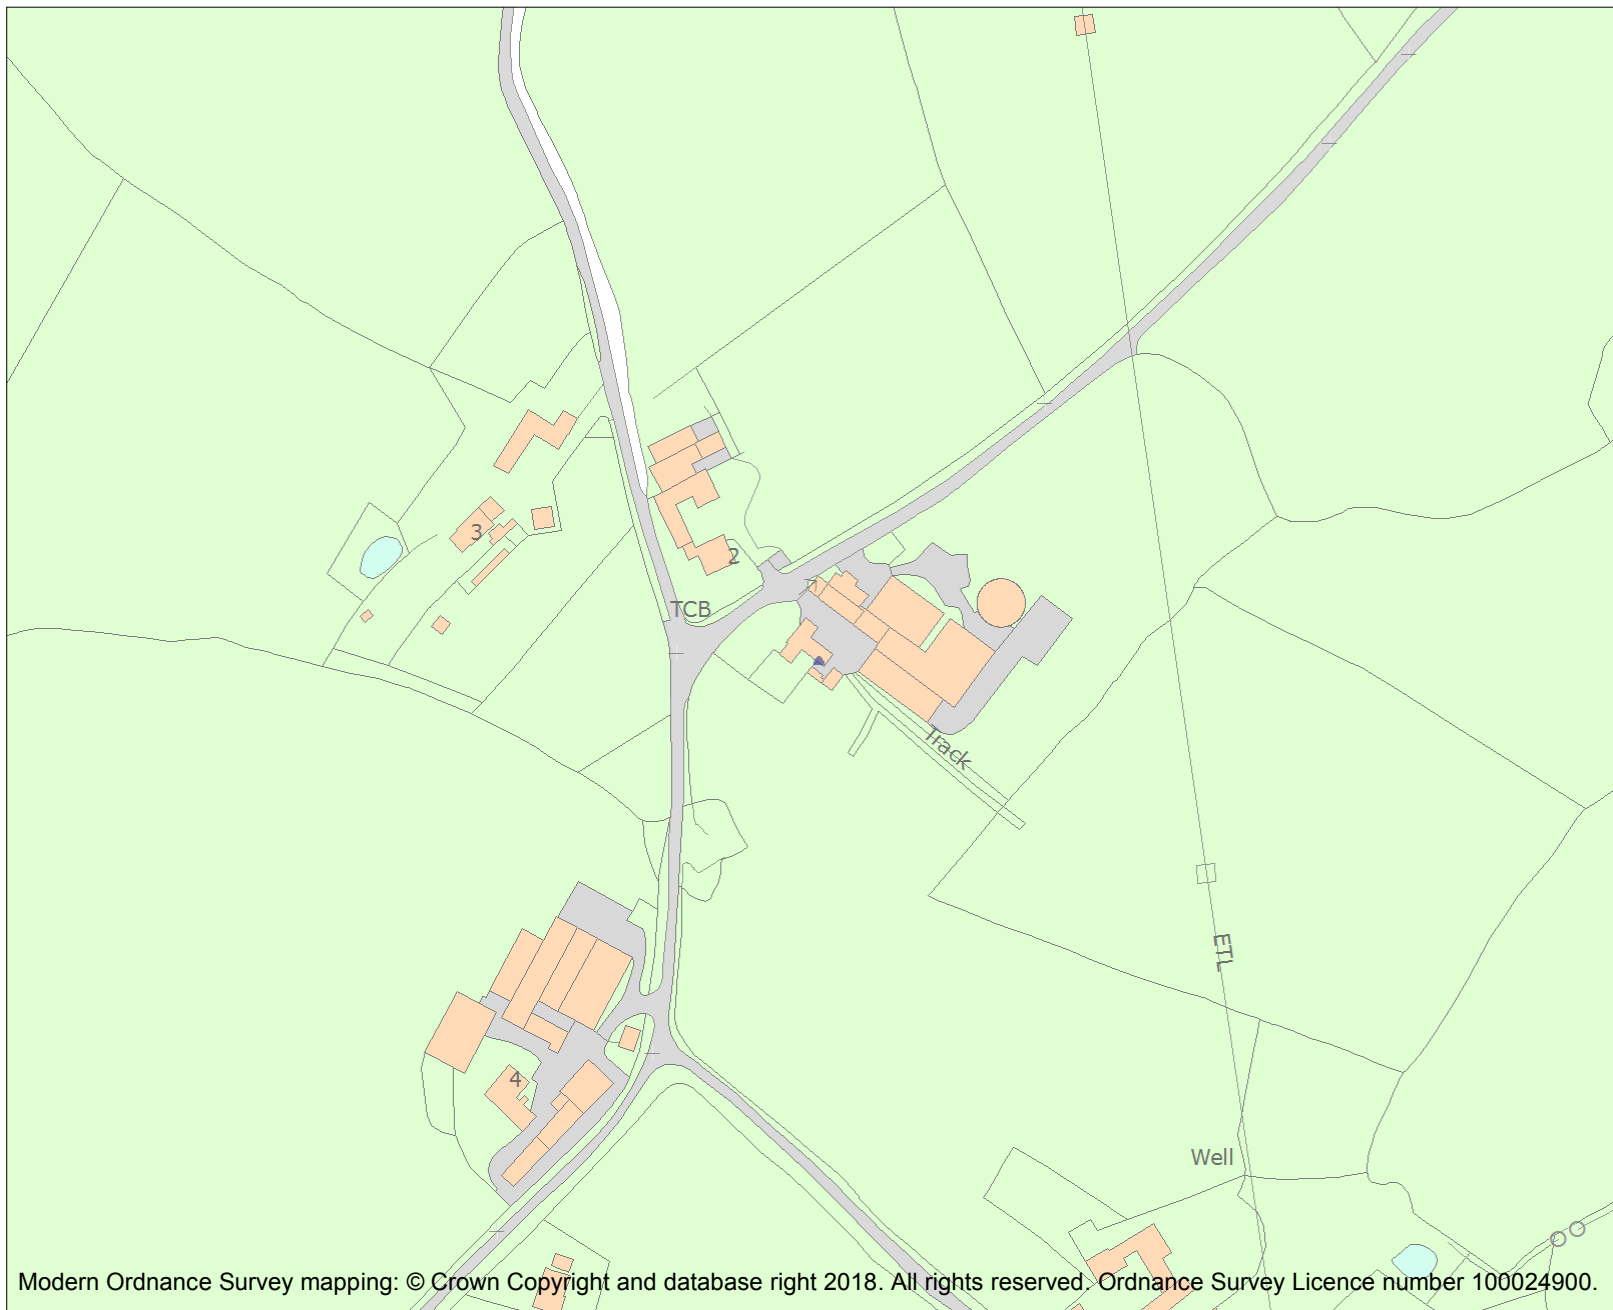 3
2
TCB
Track
ETL
4
Well
Modern Ordnance Survey mapping: © Crown Copyright and database right 2018. All rights reserved. Ordnance Survey Licence number 100024900.